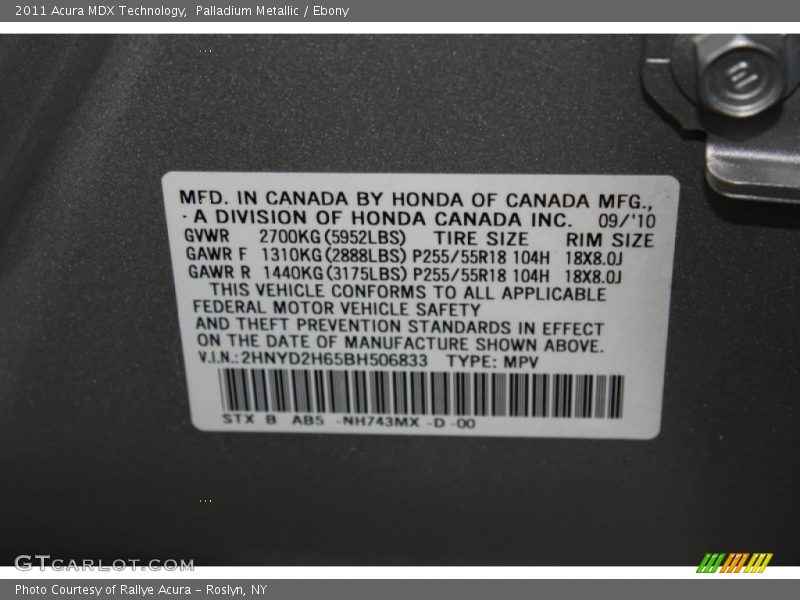 2011 Acura MDX Technology, Palladium Metallic / Ebony
MFD. IN CANADA BY HONDA OF CANADA MFG.,
· A DIVISION OF HONDA CANADA INC. 09/'10
GVWR 2700KG(5952LBS) TIRE SIZE RIM SIZE
GAWR F 1310KG(2888LBS) P255/55R18 104H 18X8.0J
GAWR R 1440KG(3175LBS) P255/55R18 104H 18X8.0J
THIS VEHICLE CONFORMS TO ALL APPLICABLE
FEDERAL MOTOR VEHICLE SAFETY
AND THEFT PREVENTION STANDARDS IN EFFECT
ON THE DATE OF MANUFACTURE SHOWN ABOVE.
V.I.N.: 2HNYD2H65BH506833 TYPE: MPV
STX B AB5 -NH743MX -D -00
GTCARLOT.COM
Photo Courtesy of Rallye Acura - Roslyn, NY